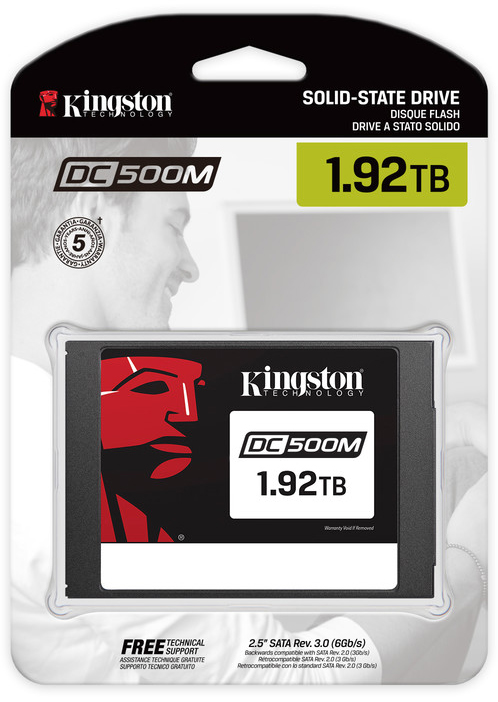 Kingston
TECHNOLOGY
SOLID-STATE DRIVE
DISQUE FLASH
DRIVE A STATO SOLIDO
DC500M
1.92TB
5
Kingston
TECHNOLOGY
®
DC500M
1.92TB
Warranty Void If Removed
FREE TECHNICAL SUPPORT
ASSISTANCE TECHNIQUE GRATUITE
SUPPORTO TECNICO GRATUITO
2.5" SATA Rev. 3.0 (6Gb/s)
Backwards compatible with SATA Rev. 2.0 (3Gb/s)
Retrocompatible SATA Rev. 2.0 (3 Gb/s)
Retrocompatibile con lo standard SATA Rev. 2.0 (3 Gb/s)